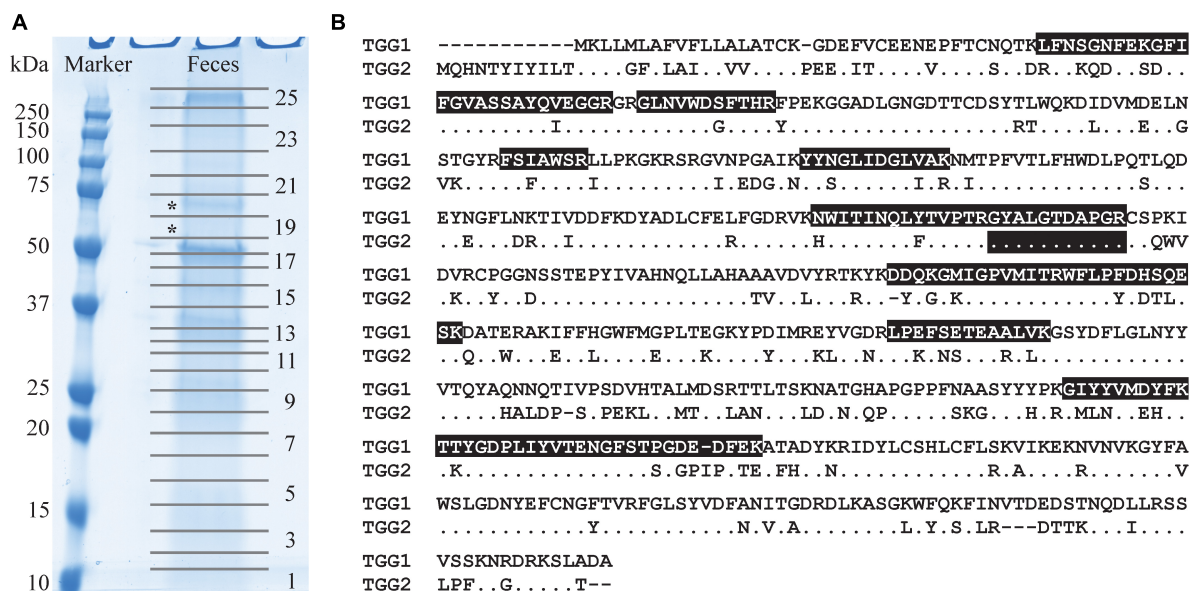 A
kDa Marker Feces
250
150
100
75
50
37
25
20
15
10
25
23
21
19
17
15
13
11
9
7
5
3
1
*
*
B
TGG1 -----------MKLLMLAFVFLLALATCK-GDEFVCEENEPFTCNQTKLFNSGNFEKGFI
TGG2 MQHNTYIYILT....GF.LAI..VV....PEE.IT....V....S..DR..KQD..SD..
TGG1 FGVASSAYQVEGGRGRGLNVWDSFTHRFPEKGGADLGNGDTTCDSYTLWQKDIDVMDELN
TGG2 .........I............G....Y..................RT....L...E..G
TGG1 STGYRFSIAWSRLLPKGKRSRGVNPGAIKYYNGLIDGLVAKNMTPFVTLFHWDLPQTLQD
TGG2 VK.....F....I...........I.EDG.N..S......I.R.I.............S...
TGG1 EYNGFLNKTIVDDFKDYADLCFELFGDRVKNWITINQLYTVPTRGYALGTDAPGRCSPKI
TGG2 ..E...DR..I............R......H.......F..................QWV
TGG1 DVRCPGGNSSTEPYIVAHNQLLAHAAAVDVYRTKYKDDQKGMIGPVMITRWFLPFDHSQE
TGG2 .K..Y..D.................TV..L...R..-Y.G.K............Y.DTL.
TGG1 SKDATERAKIFFHGWFMGPLTEGKYPDIMREYVGDRLPEFSETEAALVKGSYDFLGLNYY
TGG2 ..Q..W...E..L....E...K....Y...KL..N...K.NS...R.L............
TGG1 VTQYAQNNQTIVPSDVHTALMDSRTTLTSKNATGHAPGPPFNAASYYYPKGIYYVMDYFK
TGG2 .....HALDP-S.PEKL..MT..LAN...LD.N.QP.....SKG...H.R.MLN..EH..
TGG1 TTYGDPLIYVTENGFSTPGDE-DFEKATADYKRIDYLCSHLCFLSKVIKEKNVNVKGYFA
TGG2 .K...............S.GPIP.TE.FH..N............R.A....R.......V
TGG1 WSLGDNYEFCNGFTVRFGLSYVDFANITGDRDLKASGKWFQKFINVTDEDSTNQDLLRSS
TGG2 ............Y...........N.V.A........L.Y.S.LR---DTTK....I...
TGG1 VSSKNRDRKSLADA
TGG2 LPF..G.....T--